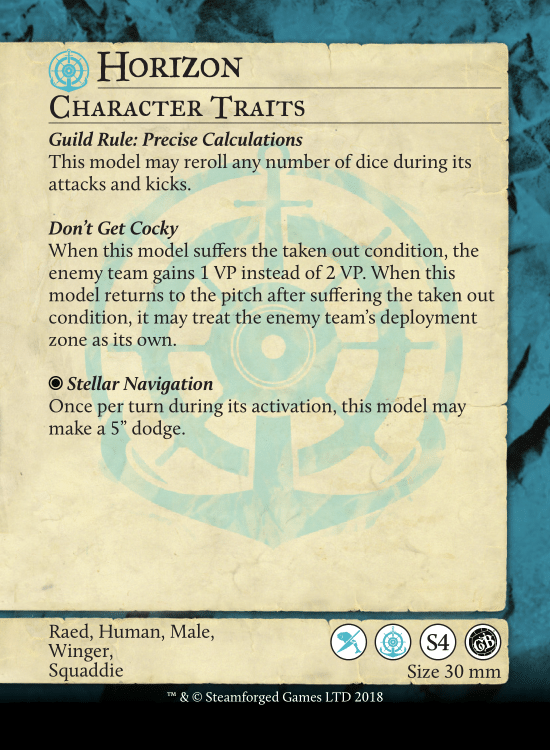 Horizon
Character Traits
Guild Rule: Precise Calculations
This model may reroll any number of dice during its
attacks and kicks.
Don't Get Cocky
When this model suffers the taken out condition, the
enemy team gains 1 VP instead of 2 VP. When this
model returns to the pitch after suffering the taken out
condition, it may treat the enemy team's deployment
zone as its own.
Stellar Navigation
Once per turn during its activation, this model may
make a 5” dodge.
Raed, Human, Male,
Winger,
Squaddie
S4
GB
Size 30 mm
™ & © Steamforged Games LTD 2018